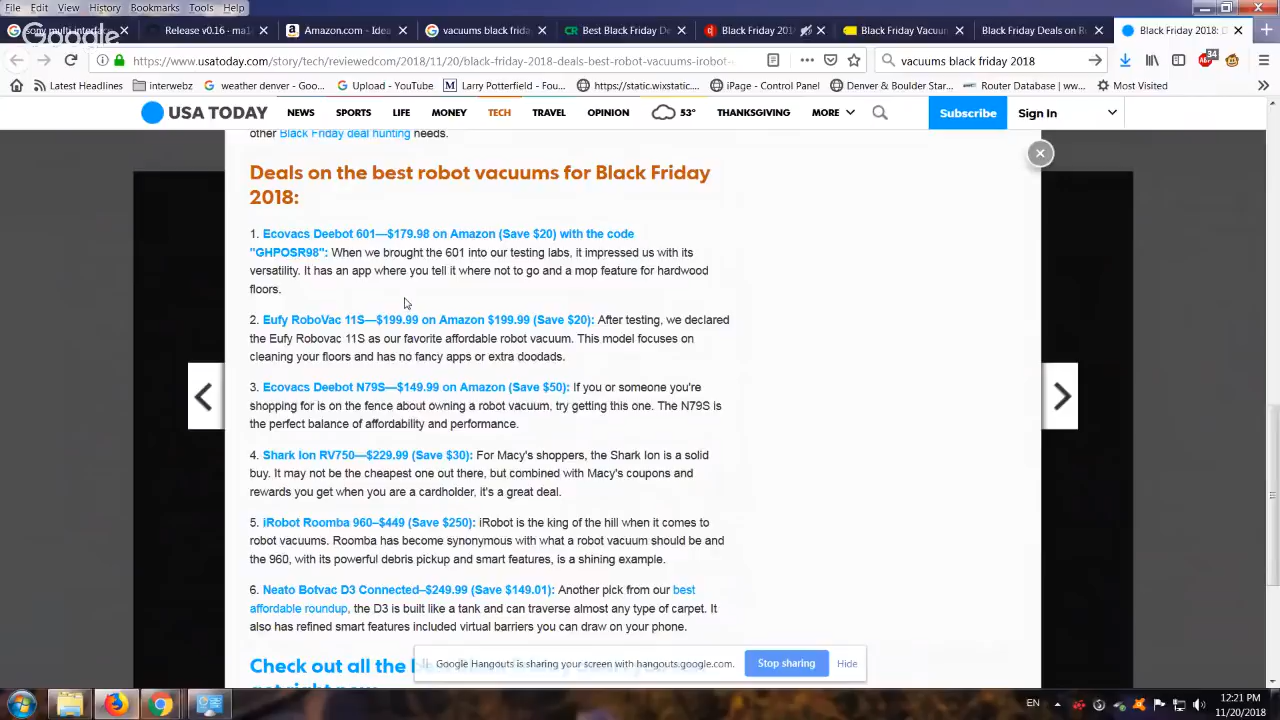 File Edit View History Bookmarks Tools Help
Google
sony multi interfac
Release v0.16 · ma1
Amazon.com - Idea
vacuums black frida
Best Black Friday De
Black Friday 201
Black Friday Vacuun
Black Friday Deals on Ro
Black Friday 2018: D
https://www.usatoday.com/story/tech/reviewedcom/2018/11/20/black-friday-2018-deals-best-robot-vacuums-irobot-
vacuums black friday 2018
34
Latest Headlines
interwebz
weather denver - Goo...
Upload - YouTube
Larry Potterfield - Fou...
https://static.wixstatic....
iPage - Control Panel
Denver & Boulder Star...
Router Database | ww...
Most Visited
USA TODAY
NEWS SPORTS LIFE MONEY TECH TRAVEL OPINION 53° THANKSGIVING MORE
Subscribe Sign In
other Black Friday deal hunting needs.
Deals on the best robot vacuums for Black Friday
2018:
1. Ecovacs Deebot 601—$179.98 on Amazon (Save $20) with the code
"GHPOSR98": When we brought the 601 into our testing labs, it impressed us with its
versatility. It has an app where you tell it where not to go and a mop feature for hardwood
floors.
2. Eufy RoboVac 11S—$199.99 on Amazon $199.99 (Save $20): After testing, we declared
the Eufy Robovac 11S as our favorite affordable robot vacuum. This model focuses on
cleaning your floors and has no fancy apps or extra doodads.
3. Ecovacs Deebot N79S—$149.99 on Amazon (Save $50): If you or someone you're
shopping for is on the fence about owning a robot vacuum, try getting this one. The N79S is
the perfect balance of affordability and performance.
4. Shark Ion RV750—$229.99 (Save $30): For Macy's shoppers, the Shark Ion is a solid
buy. It may not be the cheapest one out there, but combined with Macy's coupons and
rewards you get when you are a cardholder, it's a great deal.
5. iRobot Roomba 960–$449 (Save $250): iRobot is the king of the hill when it comes to
robot vacuums. Roomba has become synonymous with what a robot vacuum should be and
the 960, with its powerful debris pickup and smart features, is a shining example.
6. Neato Botvac D3 Connected–$249.99 (Save $149.01): Another pick from our best
affordable roundup, the D3 is built like a tank and can traverse almost any type of carpet. It
also has refined smart features included virtual barriers you can draw on your phone.
Check out all the
Google Hangouts is sharing your screen with hangouts.google.com.
Stop sharing
Hide
EN
12:21 PM
11/20/2018